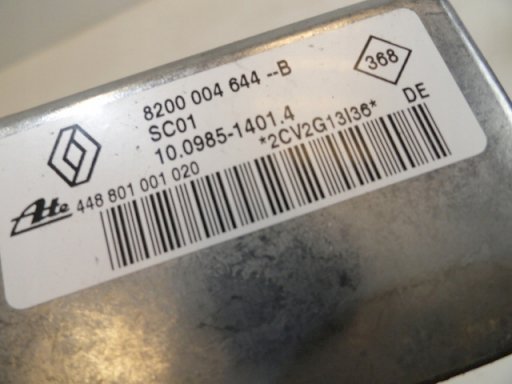 8200 004 644 --B
368
SC01
10.0985-1401.4
*2CV2G13I36*
DE
Ate 448 801 001 020